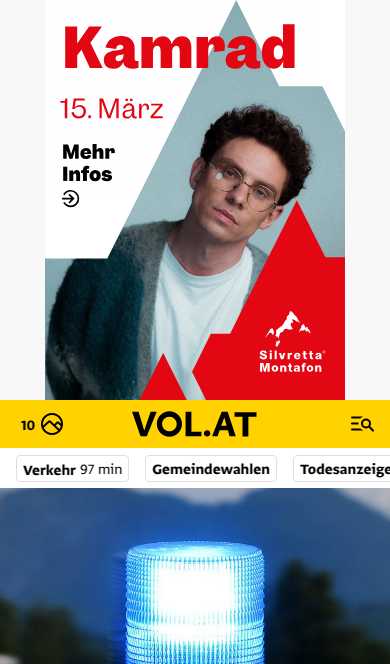 Kamrad
15. März
Mehr
Infos
Silvretta®
Montafon
10
VOL.AT
Verkehr 97 min
Gemeindewahlen
Todesanzeige